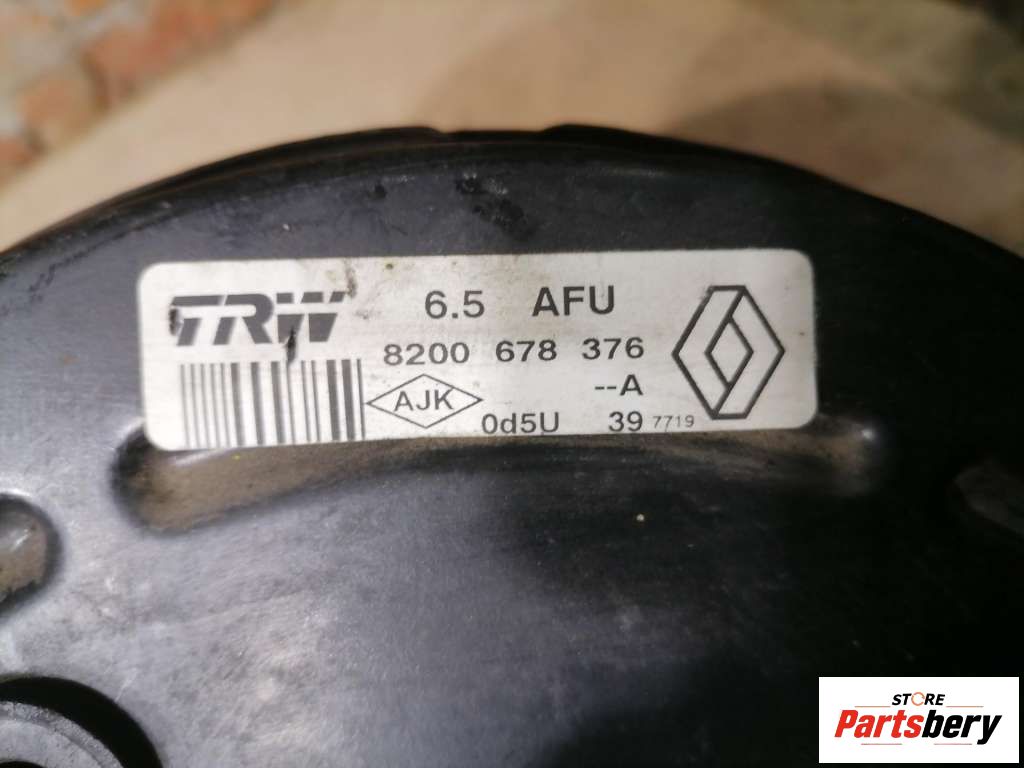 TRW 6.5 AFU
8200 678 376
--A
AJK
0d5U 39 7719
STORE
Partsbery